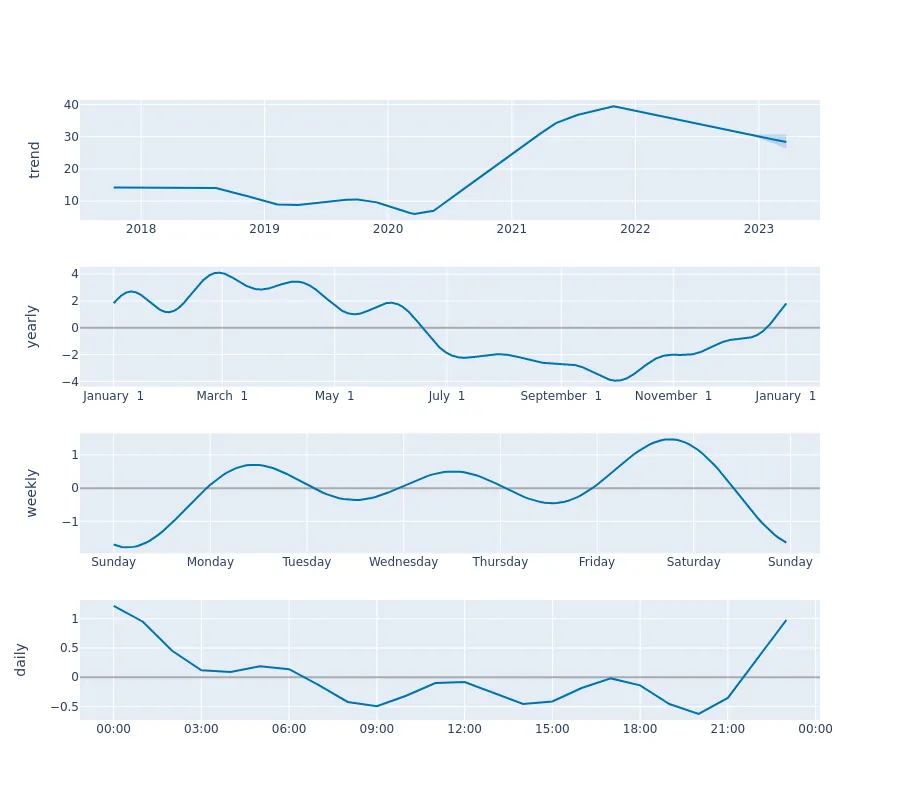 trend
40
30
20
10
2018 2019 2020 2021 2022 2023
yearly
4
2
0
−2
−4
January 1 March 1 May 1 July 1 September 1 November 1 January 1
weekly
1
0
−1
Sunday Monday Tuesday Wednesday Thursday Friday Saturday Sunday
daily
1
0.5
0
−0.5
00:00 03:00 06:00 09:00 12:00 15:00 18:00 21:00 00:00